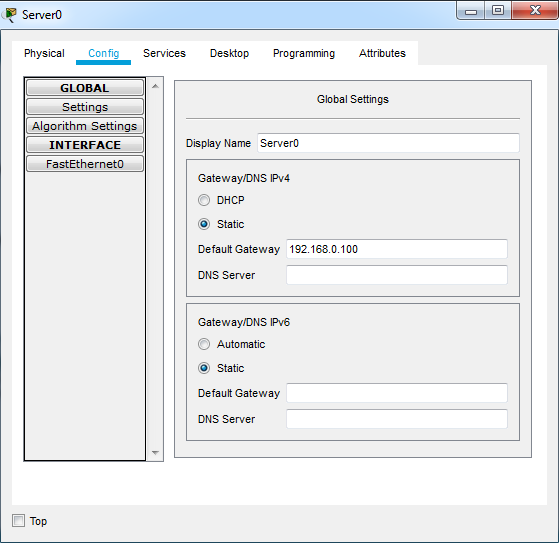 Server0
Physical Config Services Desktop Programming Attributes
GLOBAL
Settings
Algorithm Settings
INTERFACE
FastEthernet0
Global Settings
Display Name Server0
Gateway/DNS IPv4
DHCP
Static
Default Gateway 192.168.0.100
DNS Server
Gateway/DNS IPv6
Automatic
Static
Default Gateway
DNS Server
Top